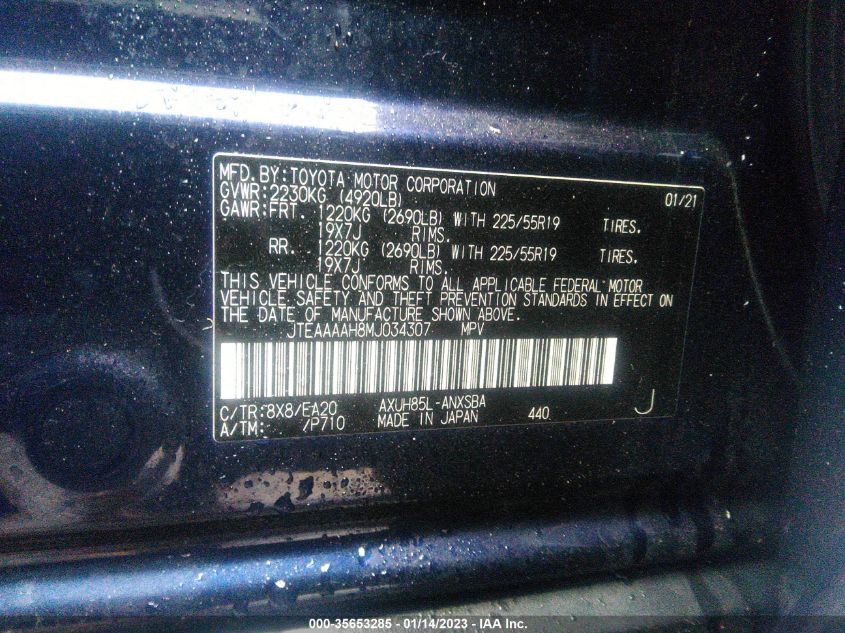 MFD.BY:TOYOTA MOTOR CORPORATION 01/21
GVWR:2230KG (4920LB)
GAWR:FRT. 1220KG (2690LB) WITH 225/55R19 TIRES.
19X7J RIMS.
RR. 1220KG (2690LB) WITH 225/55R19 TIRES.
19X7J RIMS.
THIS VEHICLE CONFORMS TO ALL APPLICABLE FEDERAL MOTOR
VEHICLE SAFETY AND THEFT PREVENTION STANDARDS IN EFFECT ON
THE DATE OF MANUFACTURE SHOWN ABOVE.
JTEAAAAH8MJ034307 MPV
C/TR:8X8/EA20 AXUH85L-ANXSBA
A/TM: /P710 MADE IN JAPAN 440 J
000-35653285 - 01/14/2023 - IAA Inc.